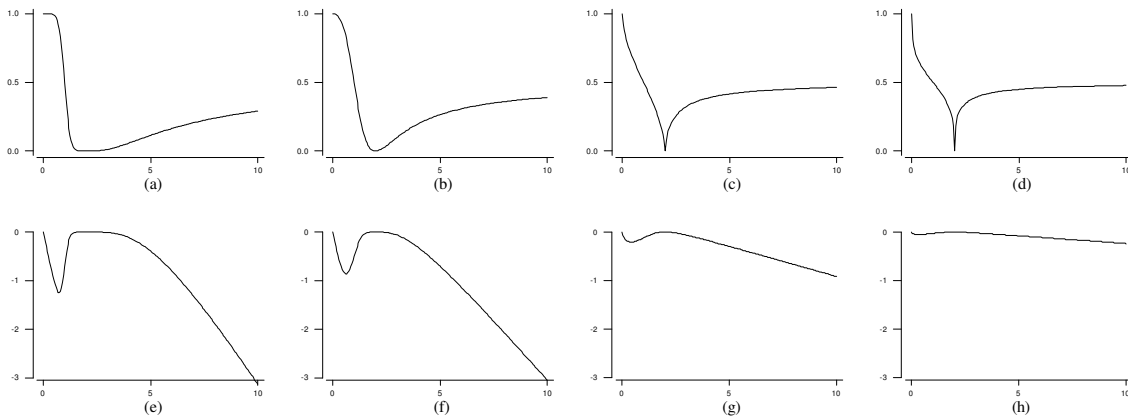 1.0 1.0 1.0 1.0
0.5 0.5 0.5 0.5
0.0 0.0 0.0 0.0
0 5 10 0 5 10 0 5 10 0 5 10
(a) (b) (c) (d)
0 0 0 0
-1 -1 -1 -1
-2 -2 -2 -2
-3 -3 -3 -3
0 5 10 0 5 10 0 5 10 0 5 10
(e) (f) (g) (h)